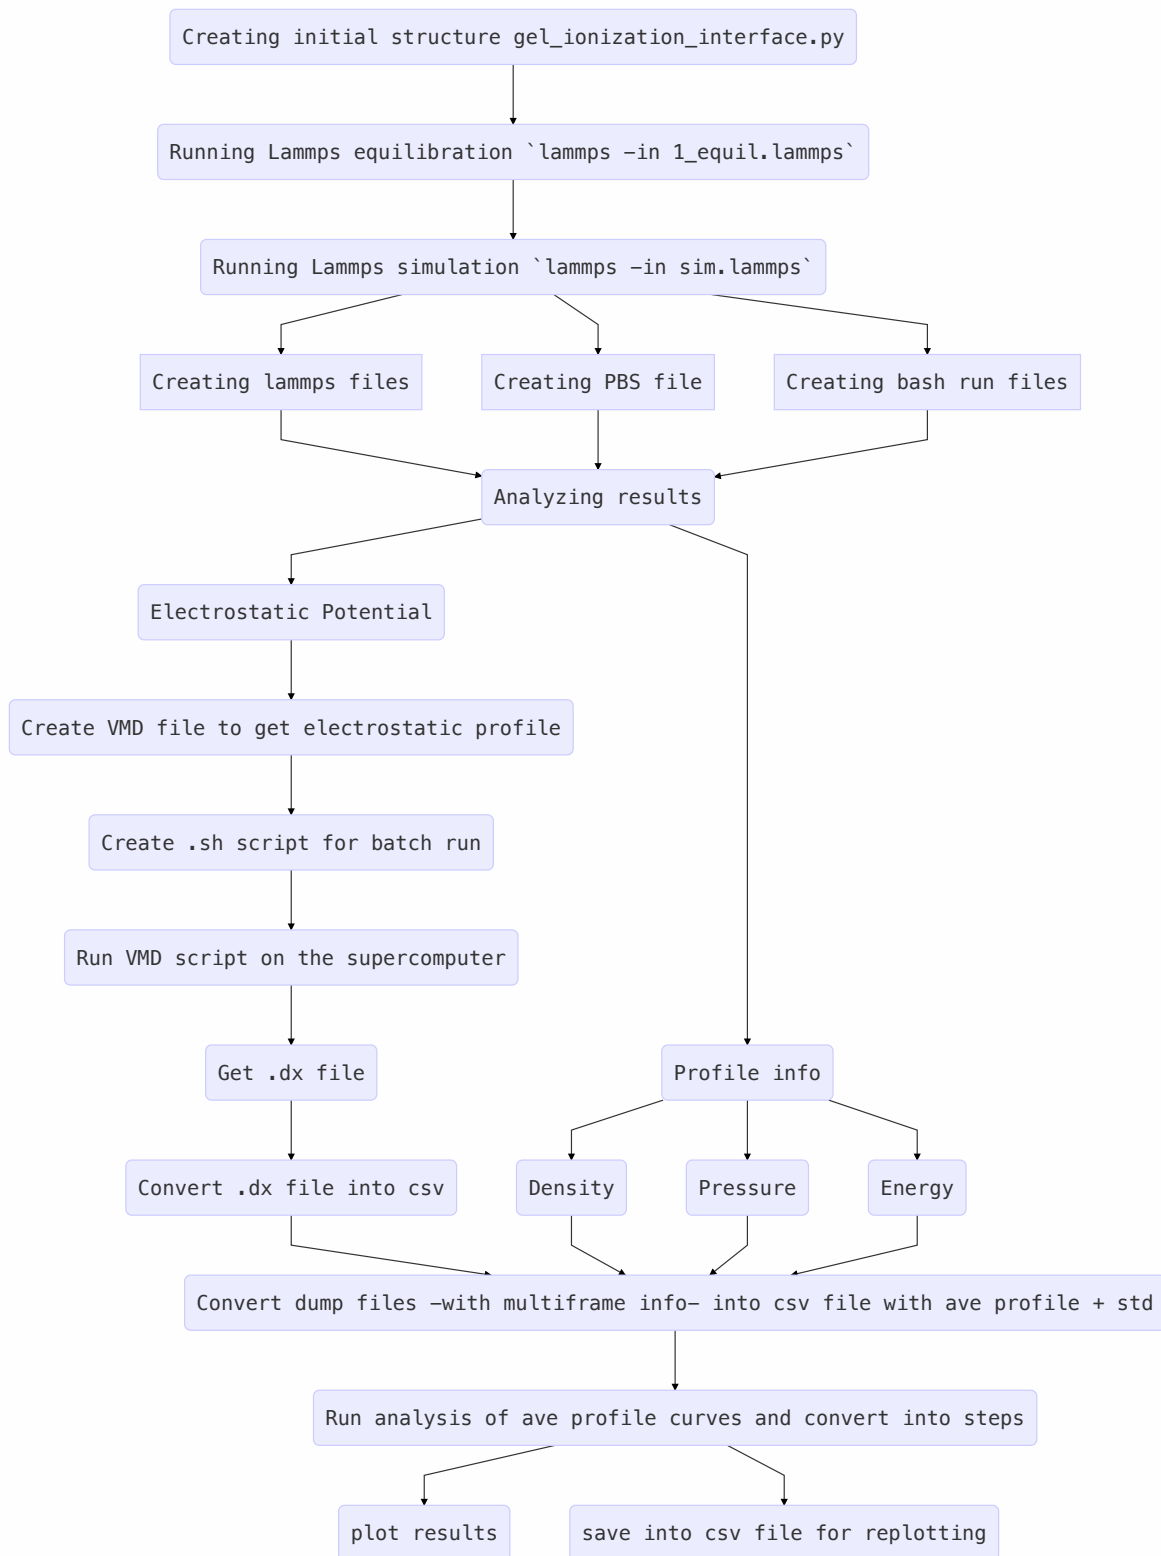 Creating initial structure gel_ionization_interface.py
Running Lammps equilibration `lammps –in 1_equil.lammps`
Running Lammps simulation `lammps –in sim.lammps`
Creating lammps files
Creating PBS file
Creating bash run files
Analyzing results
Electrostatic Potential
Create VMD file to get electrostatic profile
Create .sh script for batch run
Run VMD script on the supercomputer
Get .dx file
Profile info
Convert .dx file into csv
Density
Pressure
Energy
Convert dump files –with multiframe info– into csv file with ave profile + std
Run analysis of ave profile curves and convert into steps
plot results
save into csv file for replotting